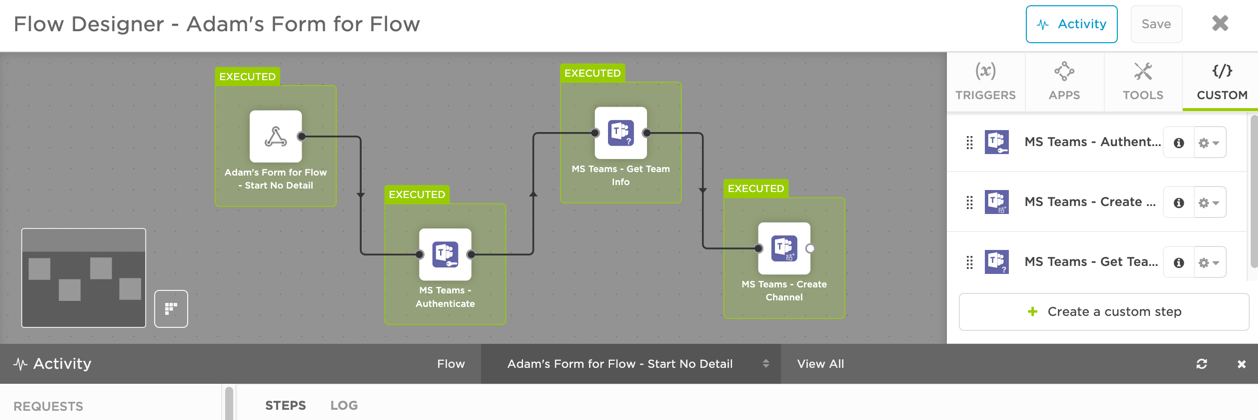 Flow Designer - Adam's Form for Flow
Activity
Save
EXECUTED
Adam's Form for Flow
- Start No Detail
EXECUTED
MS Teams -
Authenticate
EXECUTED
MS Teams - Get Team
Info
EXECUTED
MS Teams - Create
Channel
(x)
TRIGGERS
APPS
TOOLS
{/}
CUSTOM
MS Teams - Authent...
MS Teams - Create ...
MS Teams - Get Tea...
+ Create a custom step
Activity
Flow
Adam's Form for Flow - Start No Detail
View All
REQUESTS
STEPS
LOG